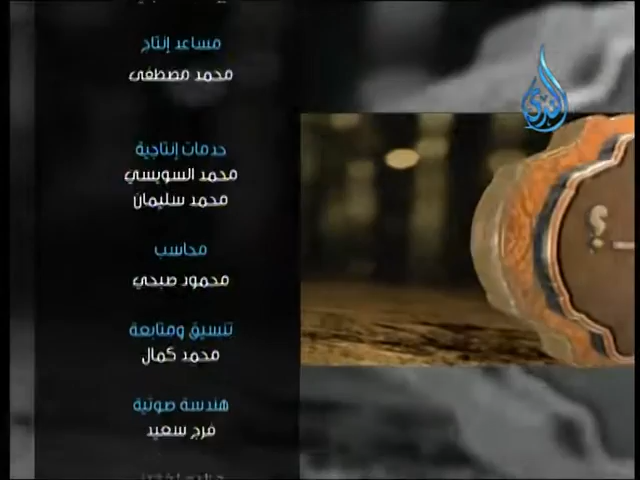 مساعد إنتاج
محمد مصطفى
خدمات إنتاجية
محمد السويسي
محمد سليمان
محاسب
محمود صبحي
تنسيق ومتابعة
محمد كمال
هندسة صوتية
فرج سعيد
الندى